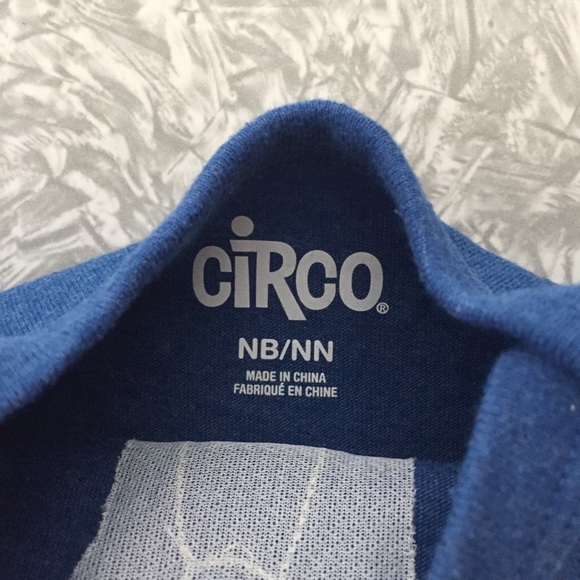 CiRCO®
NB/NN
MADE IN CHINA
FABRIQUÉ EN CHINE